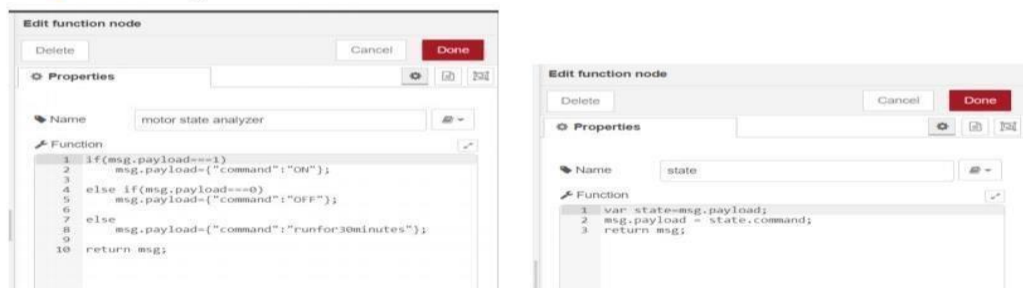 Edit function node
Delete
Cancel
Done
Properties
Name
motor state analyzer
Function
1 if(msg.payload===1)
2 msg.payload={"command":"ON"};
3
4 else if(msg.payload===0)
5 msg.payload={"command":"OFF"};
6
7 else
8 msg.payload={"command":"runfor30minutes"};
9
10 return msg;
Edit function node
Delete
Cancel
Done
Properties
Name
state
Function
1 var state=msg.payload;
2 msg.payload = state.command;
3 return msg;